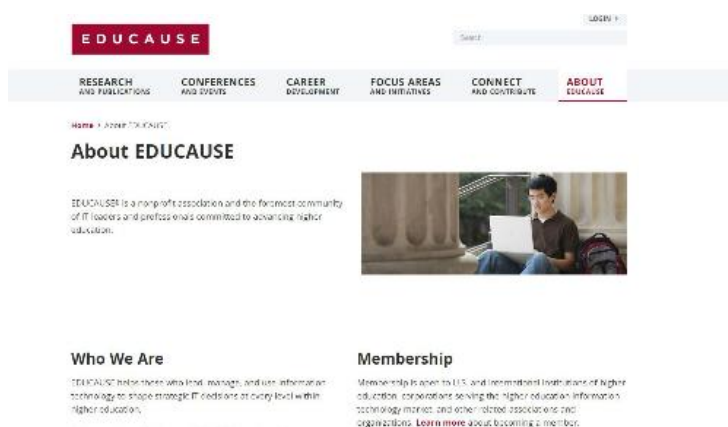 LOGIN
EDUCAUSE
Search
RESEARCH
AND PUBLICATIONS
CONFERENCES
AND EVENTS
CAREER
DEVELOPMENT
FOCUS AREAS
AND INITIATIVES
CONNECT
AND CONTRIBUTE
ABOUT
EDUCAUSE
Home › About EDUCAUSE
About EDUCAUSE
EDUCAUSE® is a nonprofit association and the foremost community
of IT leaders and professionals committed to advancing higher
education.
Who We Are
EDUCAUSE helps those who lead, manage, and use information
technology to shape strategic IT decisions at every level within
higher education.
Membership
Membership is open to U.S. and international institutions of higher
education, corporations serving the higher education information
technology market, and other related associations and
organizations. Learn more about becoming a member.